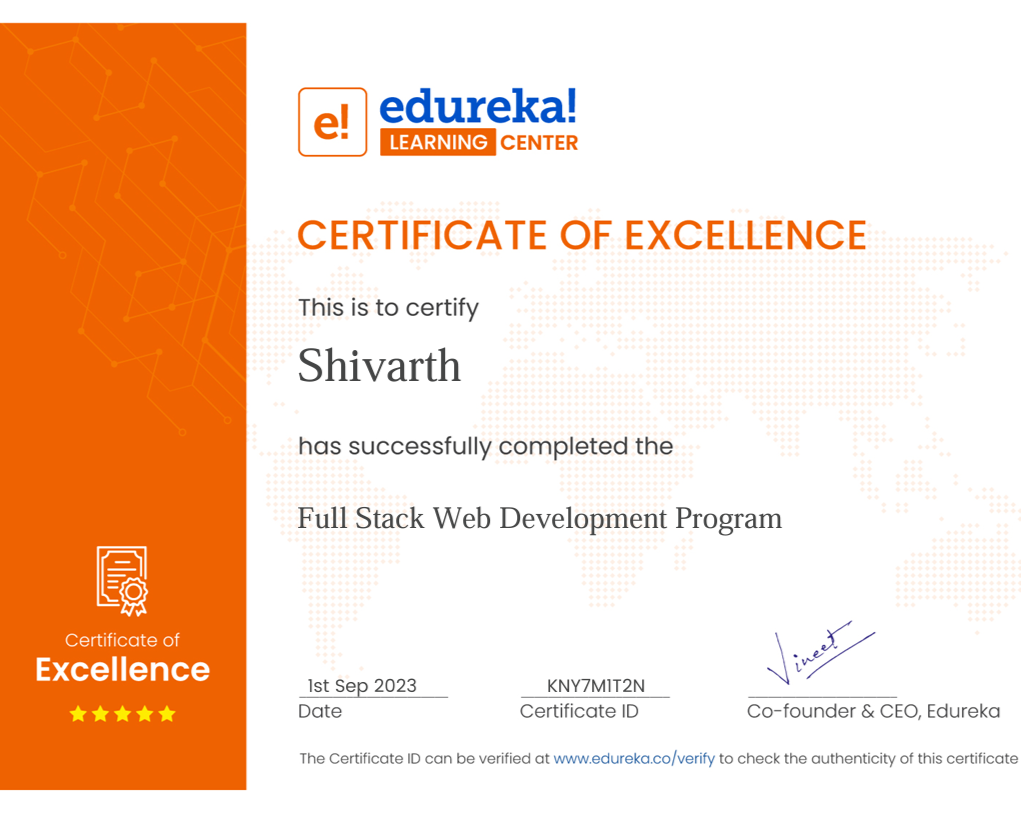 e! edureka!
LEARNING CENTER
CERTIFICATE OF EXCELLENCE
This is to certify
Shivarth
has successfully completed the
Full Stack Web Development Program
Certificate of
Excellence
Vineet
1st Sep 2023 KNY7M1T2N
Date Certificate ID Co-founder & CEO, Edureka
The Certificate ID can be verified at www.edureka.co/verify to check the authenticity of this certificate